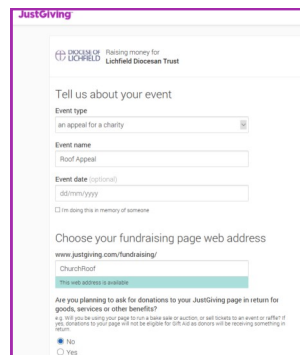 JustGiving™
DIOCESE OF
LICHFIELD
Raising money for
Lichfield Diocesan Trust
Tell us about your event
Event type
an appeal for a charity
Event name
Roof Appeal
Event date (optional)
dd/mm/yyyy
I'm doing this in memory of someone
Choose your fundraising page web address
www.justgiving.com/fundraising/
ChurchRoof
This web address is available
Are you planning to ask for donations to your JustGiving page in return for
goods, services or other benefits?
e.g. Will you be using your page to run a bake sale or auction, or sell tickets to an event or raffle? If
yes, donations to your page will not be eligible for Gift Aid as donors will be receiving something in
return
No
Yes